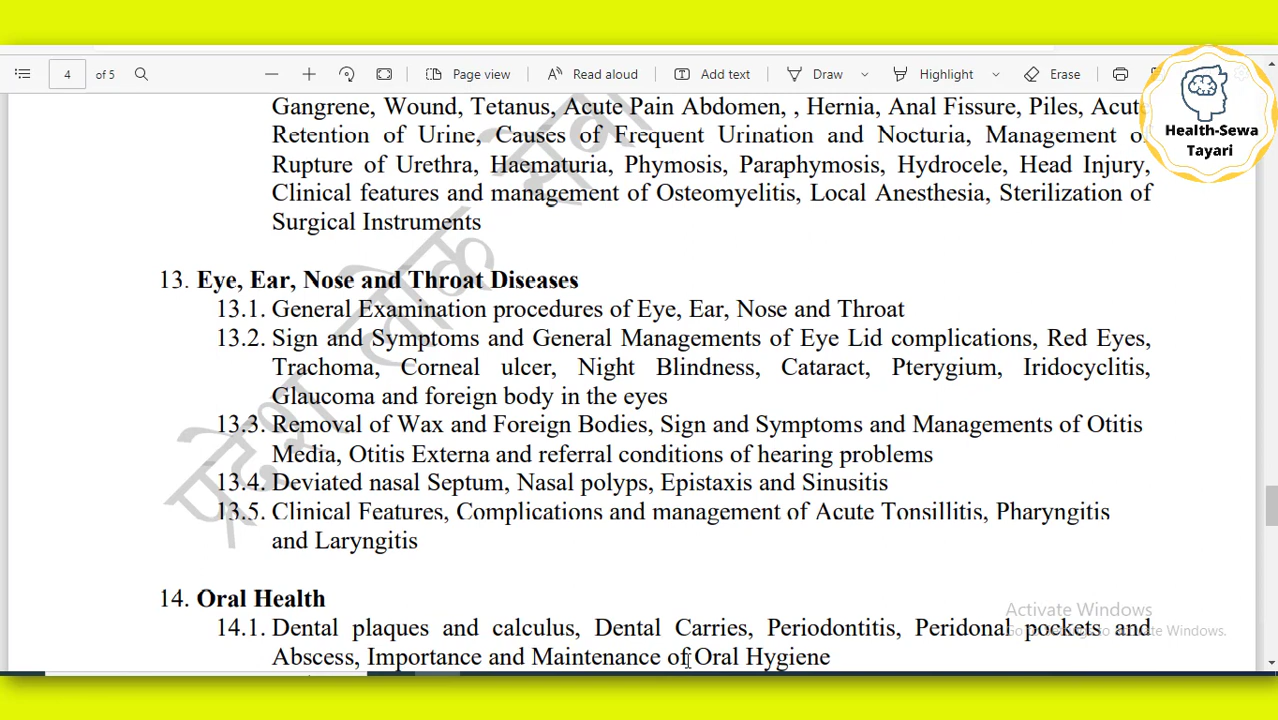 4 of 5 Page view Read aloud Add text Draw Highlight Erase
Health-Sewa
Tayari
Gangrene, Wound, Tetanus, Acute Pain Abdomen, , Hernia, Anal Fissure, Piles, Acut
Retention of Urine, Causes of Frequent Urination and Nocturia, Management o
Rupture of Urethra, Haematuria, Phymosis, Paraphymosis, Hydrocele, Head Injury,
Clinical features and management of Osteomyelitis, Local Anesthesia, Sterilization of
Surgical Instruments
13. Eye, Ear, Nose and Throat Diseases
13.1. General Examination procedures of Eye, Ear, Nose and Throat
13.2. Sign and Symptoms and General Managements of Eye Lid complications, Red Eyes,
Trachoma, Corneal ulcer, Night Blindness, Cataract, Pterygium, Iridocyclitis,
Glaucoma and foreign body in the eyes
13.3. Removal of Wax and Foreign Bodies, Sign and Symptoms and Managements of Otitis
Media, Otitis Externa and referral conditions of hearing problems
13.4. Deviated nasal Septum, Nasal polyps, Epistaxis and Sinusitis
13.5. Clinical Features, Complications and management of Acute Tonsillitis, Pharyngitis
and Laryngitis
14. Oral Health
14.1. Dental plaques and calculus, Dental Carries, Periodontitis, Peridonal pockets and
Abscess, Importance and Maintenance of Oral Hygiene
प्रदेश लोक सेवा
Activate Windows
Go to Settings to activate Windows.